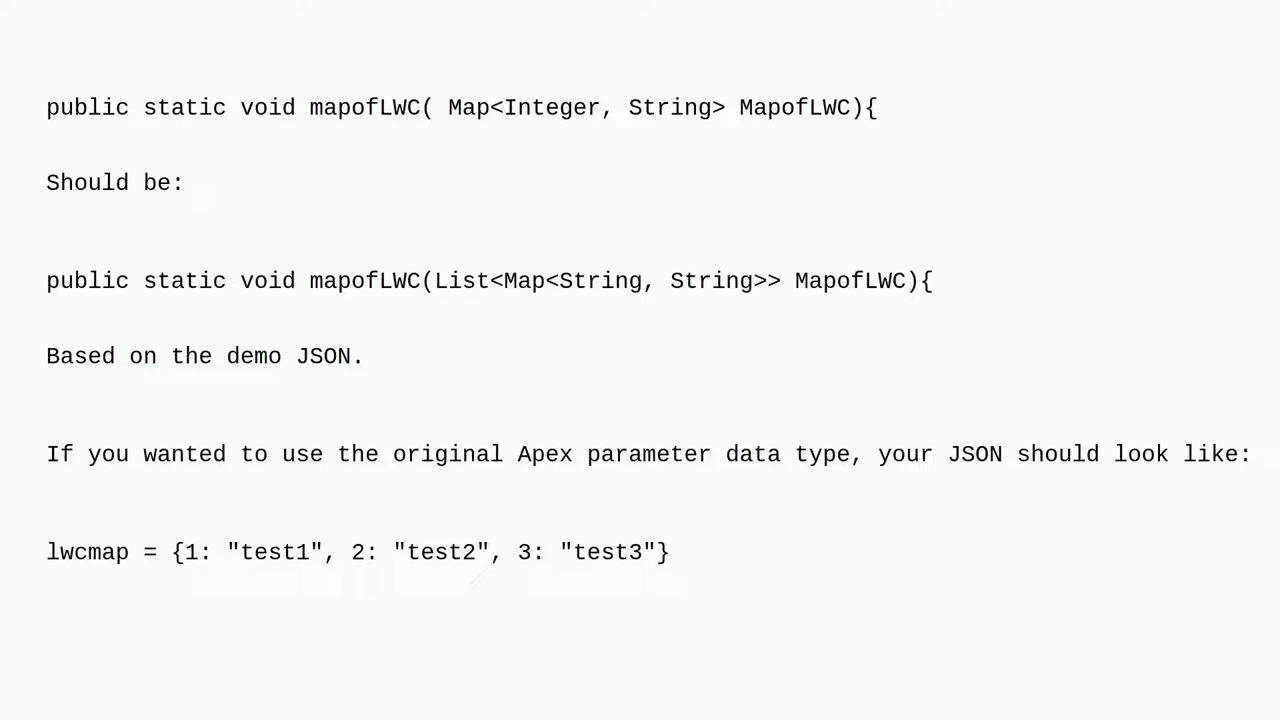 public static void mapofLWC( Map<Integer, String> MapofLWC){
Should be:
public static void mapofLWC(List<Map<String, String>> MapofLWC){
Based on the demo JSON.
If you wanted to use the original Apex parameter data type, your JSON should look like:
lwcmap = {1: "test1", 2: "test2", 3: "test3"}